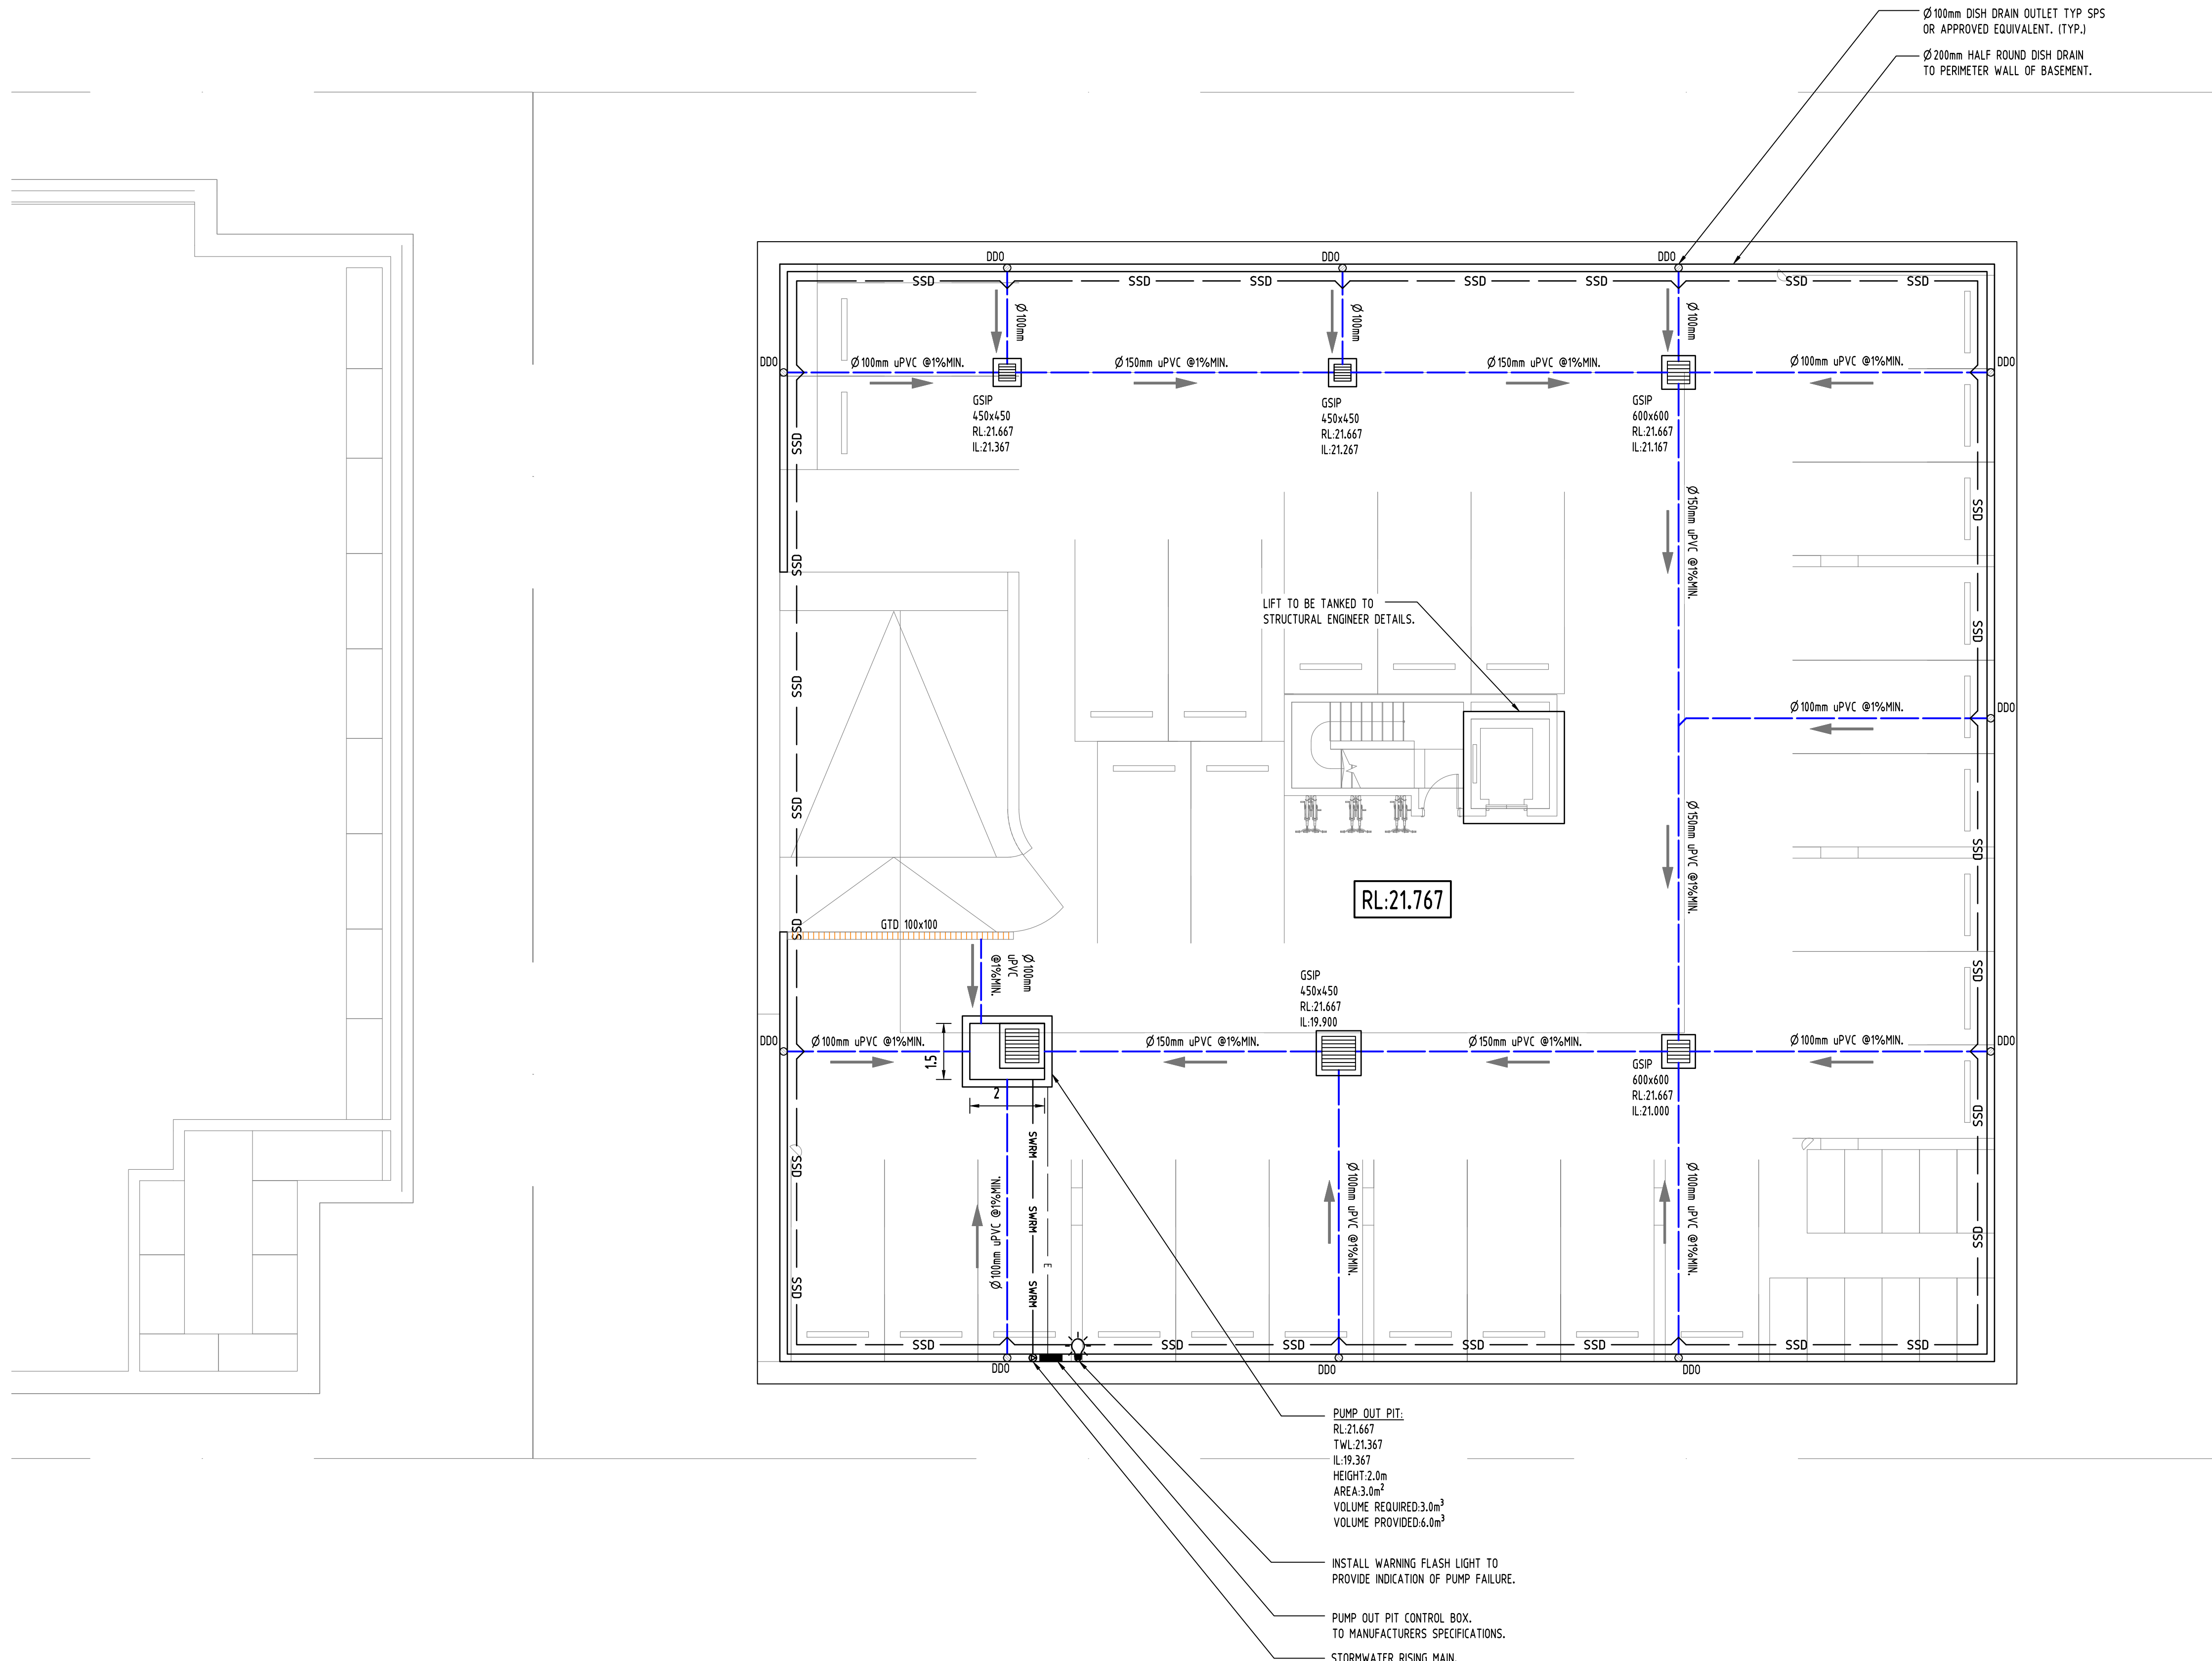 Ø100mm DISH DRAIN OUTLET TYP SPS
OR APPROVED EQUIVALENT. (TYP.)
Ø200mm HALF ROUND DISH DRAIN
TO PERIMETER WALL OF BASEMENT.
DDO
DDO
DDO
SSD
SSD
SSD
SSD
SSD
SSD
SSD
Ø100mm
Ø100mm
Ø100mm
DDO
Ø100mm uPVC @1%MIN.
Ø150mm uPVC @1%MIN.
Ø150mm uPVC @1%MIN.
Ø100mm uPVC @1%MIN.
DDO
GSIP
450x450
RL:21.667
IL:21.367
GSIP
450x450
RL:21.667
IL:21.267
GSIP
600x600
RL:21.667
IL:21.167
SSD
SSD
SSD
SSD
SSD
SSD
SSD
SSD
SSD
SSD
SSD
SSD
SSD
Ø150mm uPVC @1%MIN.
LIFT TO BE TANKED TO
STRUCTURAL ENGINEER DETAILS.
Ø100mm uPVC @1%MIN.
DDO
Ø150mm uPVC @1%MIN.
RL:21.767
GTD 100x100
Ø100mm
uPVC
@1%MIN.
GSIP
450x450
RL:21.667
IL:19.900
DDO
Ø100mm uPVC @1%MIN.
1.5
2
Ø150mm uPVC @1%MIN.
Ø150mm uPVC @1%MIN.
Ø100mm uPVC @1%MIN.
DDO
GSIP
600x600
RL:21.667
IL:21.000
Ø100mm uPVC @1%MIN.
SWRM
SWRM
SWRM
E
Ø100mm uPVC @1%MIN.
Ø100mm uPVC @1%MIN.
SSD
SSD
SSD
SSD
SSD
SSD
SSD
DDO
DDO
DDO
PUMP OUT PIT:
RL:21.667
TWL:21.367
IL:19.367
HEIGHT:2.0m
AREA:3.0m²
VOLUME REQUIRED:3.0m³
VOLUME PROVIDED:6.0m³
INSTALL WARNING FLASH LIGHT TO
PROVIDE INDICATION OF PUMP FAILURE.
PUMP OUT PIT CONTROL BOX.
TO MANUFACTURERS SPECIFICATIONS.
STORMWATER RISING MAIN.